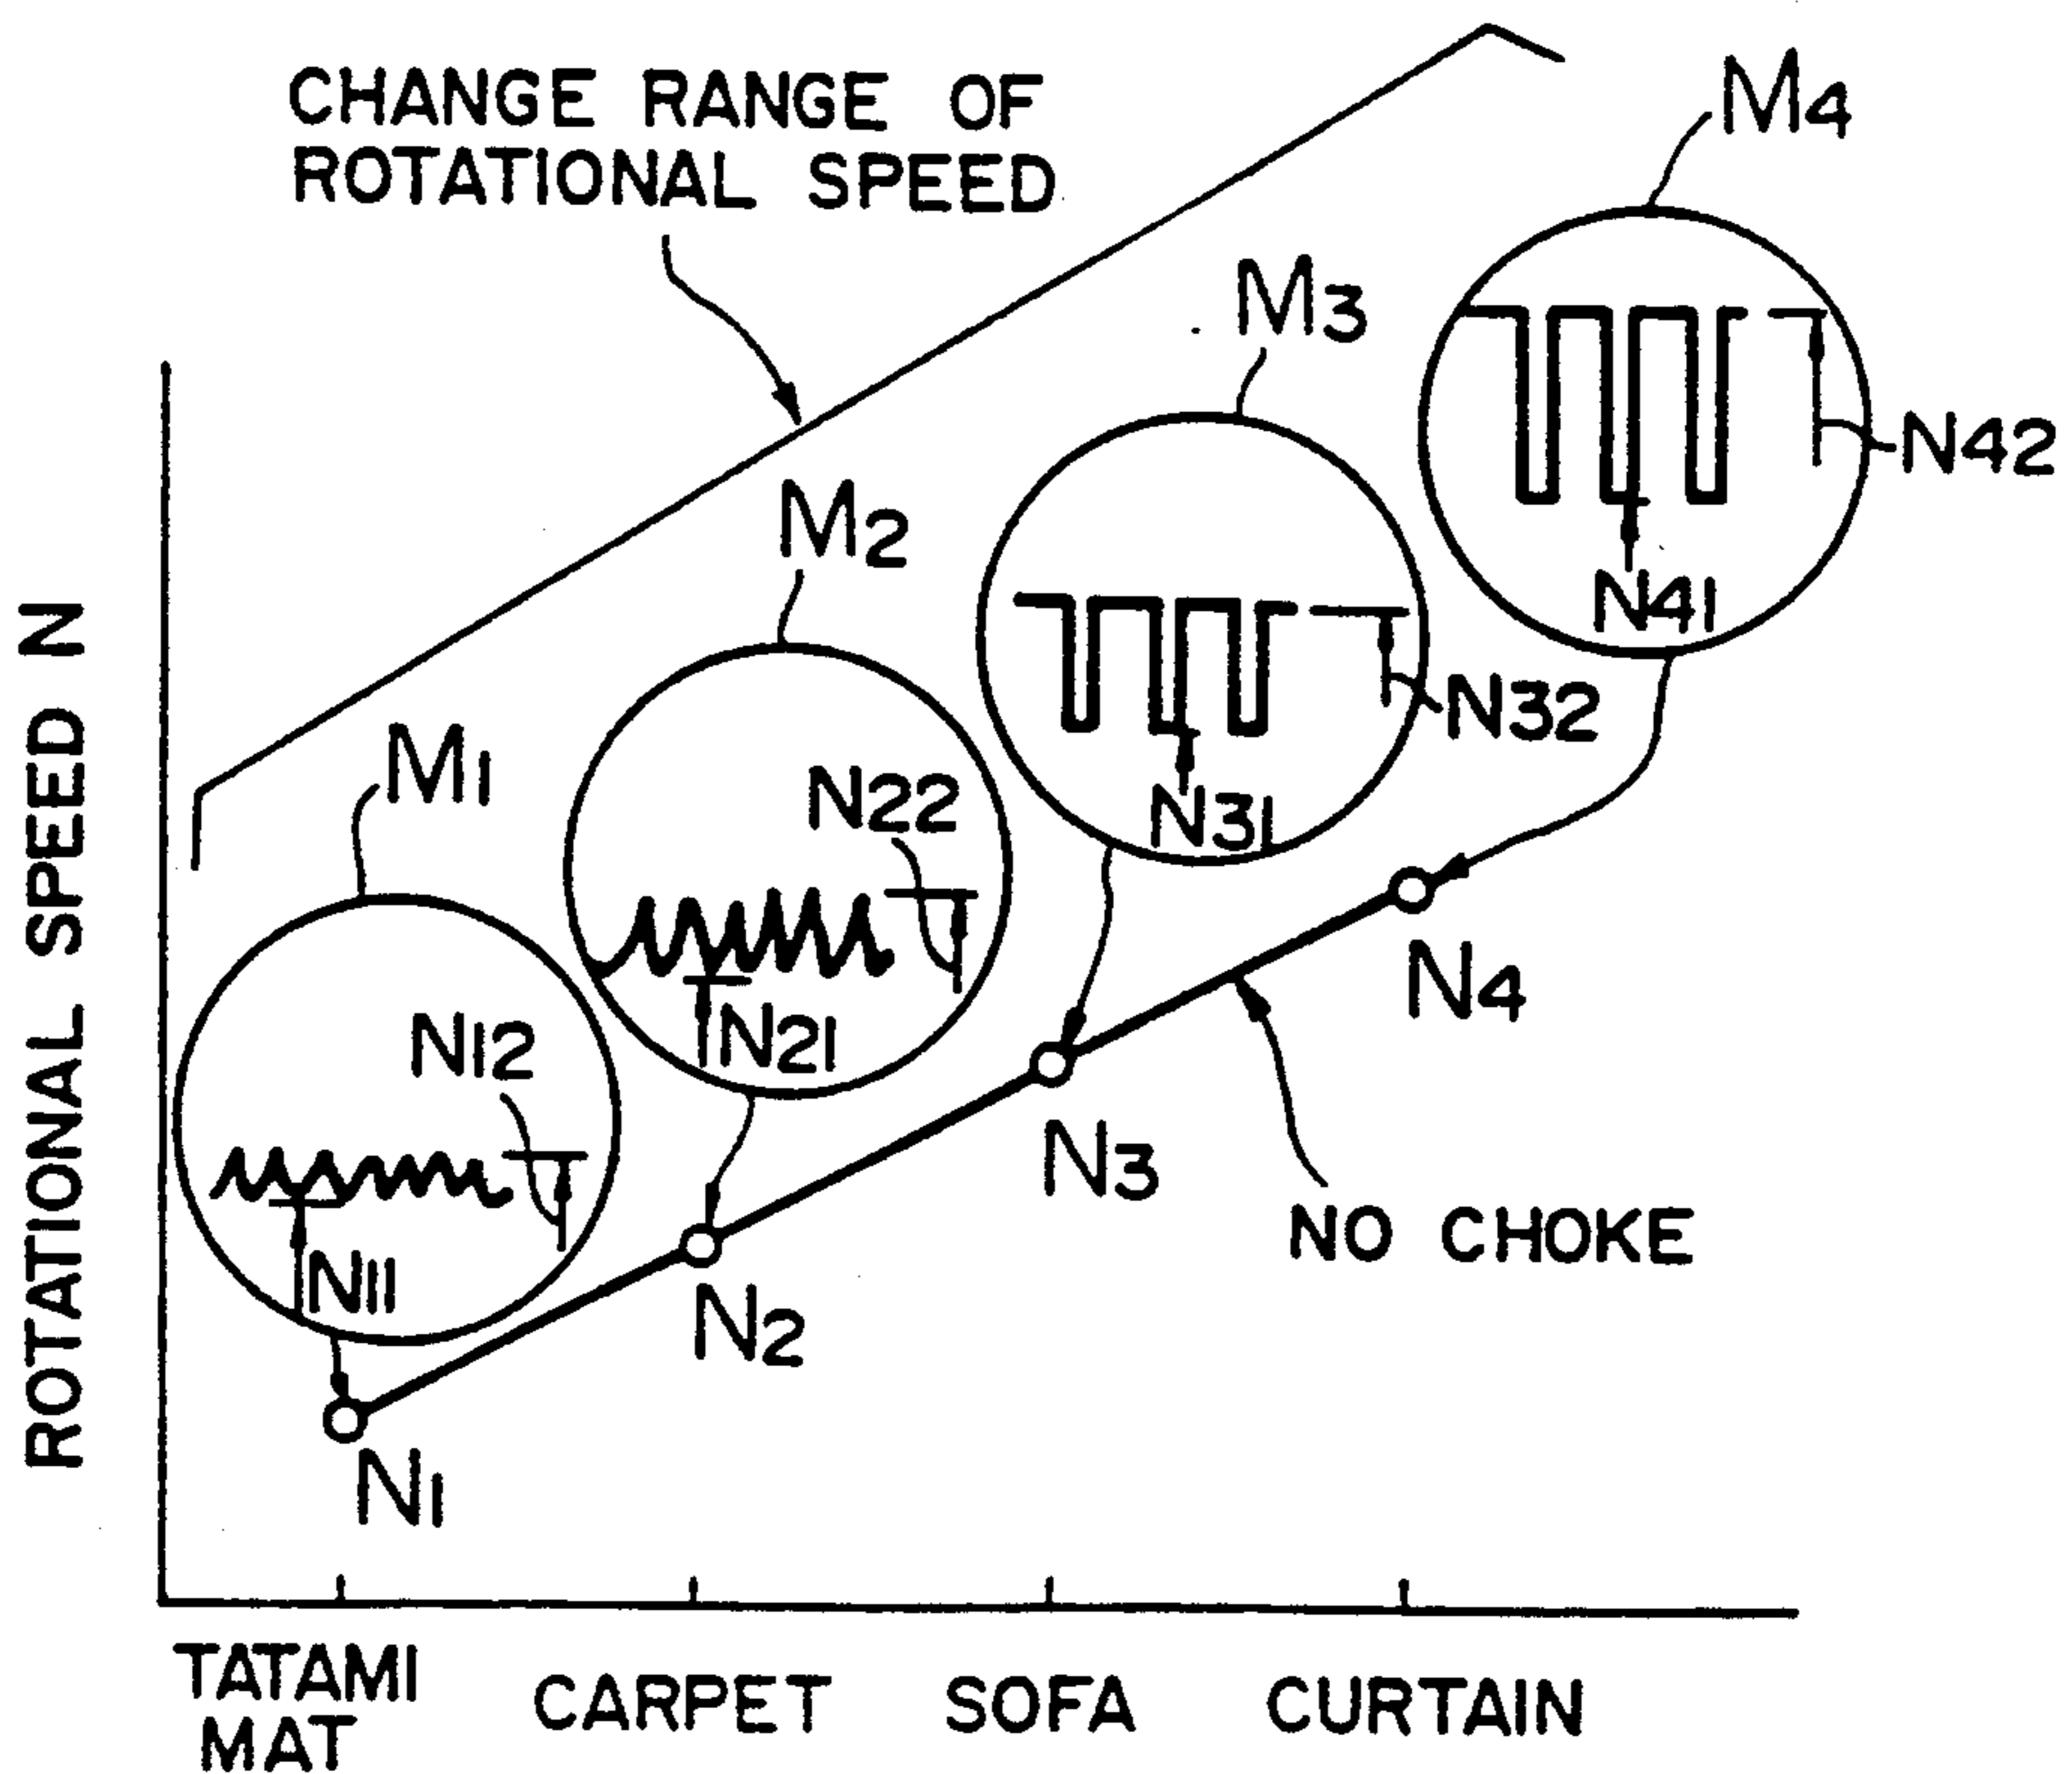 CHANGE RANGE OF
ROTATIONAL SPEED
M4
M3
N42
N41
M2
N32
N31
M1
N22
N21
N4
N12
N11
N3
NO CHOKE
N2
N1
ROTATIONAL SPEED N
TATAMI
MAT
CARPET
SOFA
CURTAIN